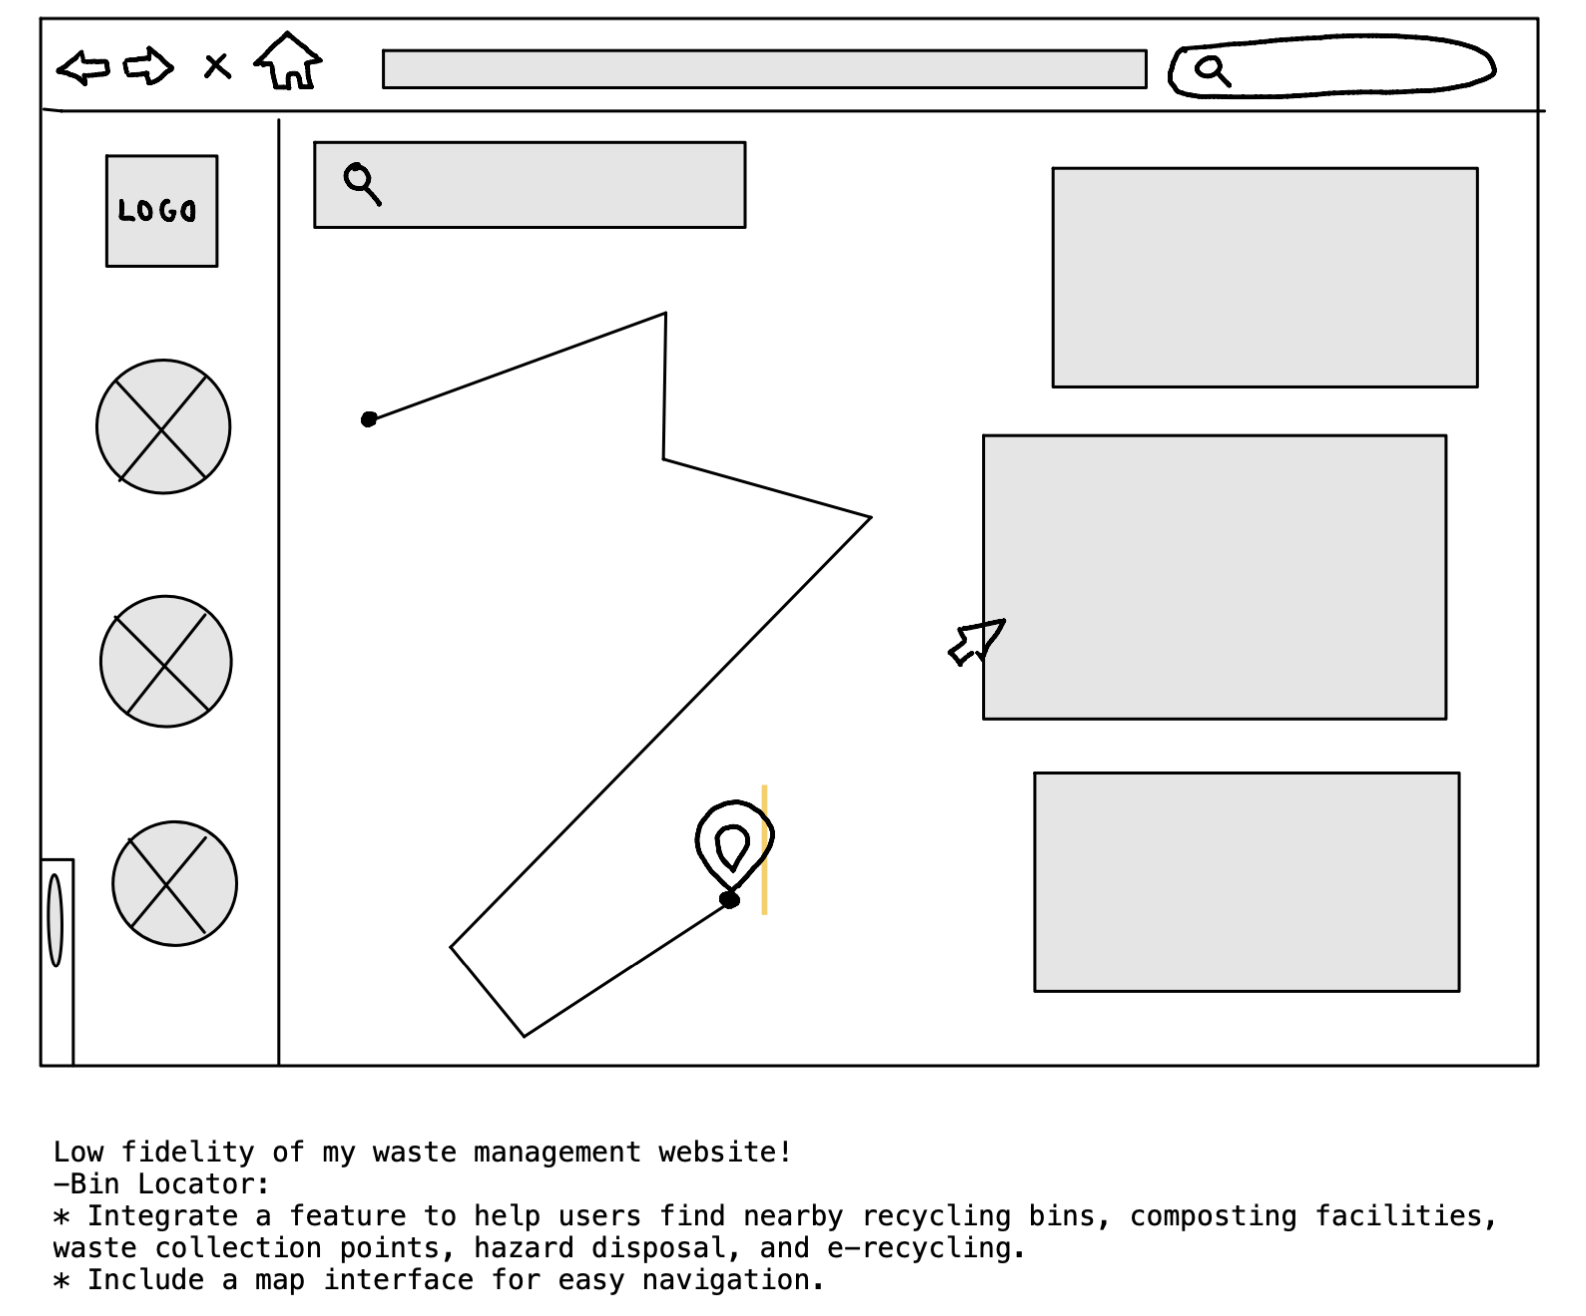 LOGO
Low fidelity of my waste management website!
-Bin Locator:
* Integrate a feature to help users find nearby recycling bins, composting facilities,
waste collection points, hazard disposal, and e-recycling.
* Include a map interface for easy navigation.